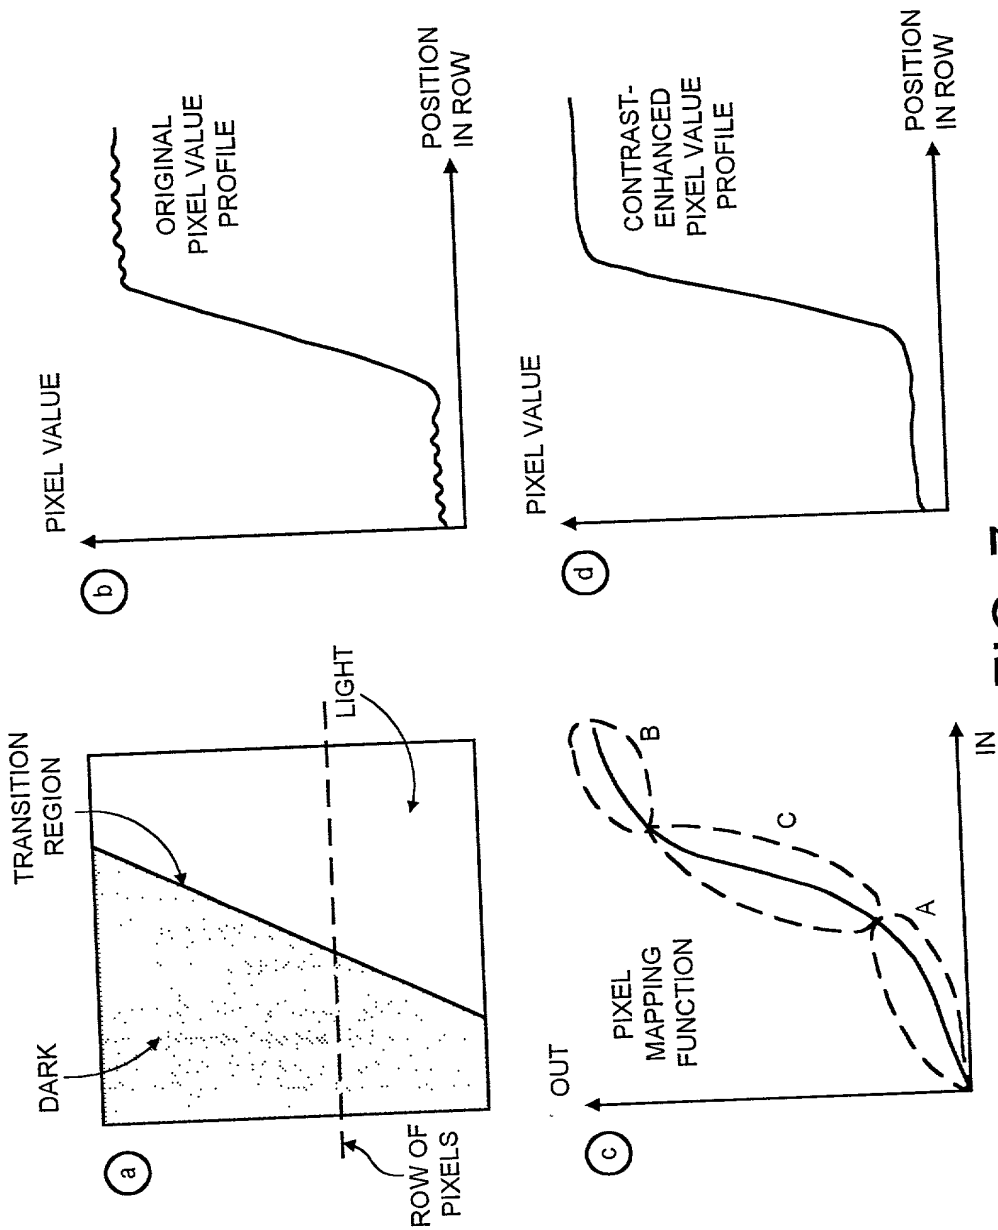 a
DARK
TRANSITION
REGION
ROW OF
PIXELS
LIGHT
b
PIXEL VALUE
ORIGINAL
PIXEL VALUE
PROFILE
POSITION
IN ROW
c
OUT
PIXEL
MAPPING
FUNCTION
A
C
B
IN
d
PIXEL VALUE
CONTRAST-
ENHANCED
PIXEL VALUE
PROFILE
POSITION
IN ROW